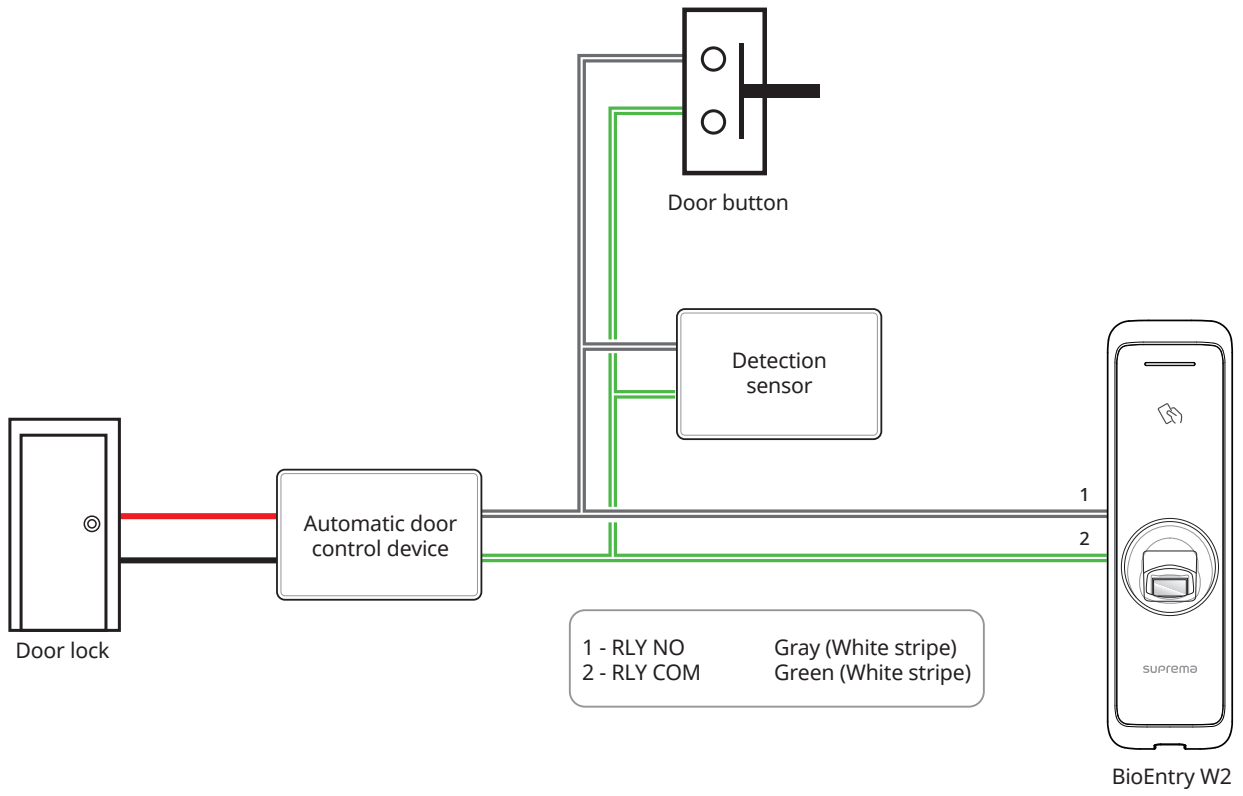 Door button
Detection
sensor
1
Automatic door
control device
2
Door lock
1 - RLY NO Gray (White stripe)
2 - RLY COM Green (White stripe)
suprema
BioEntry W2